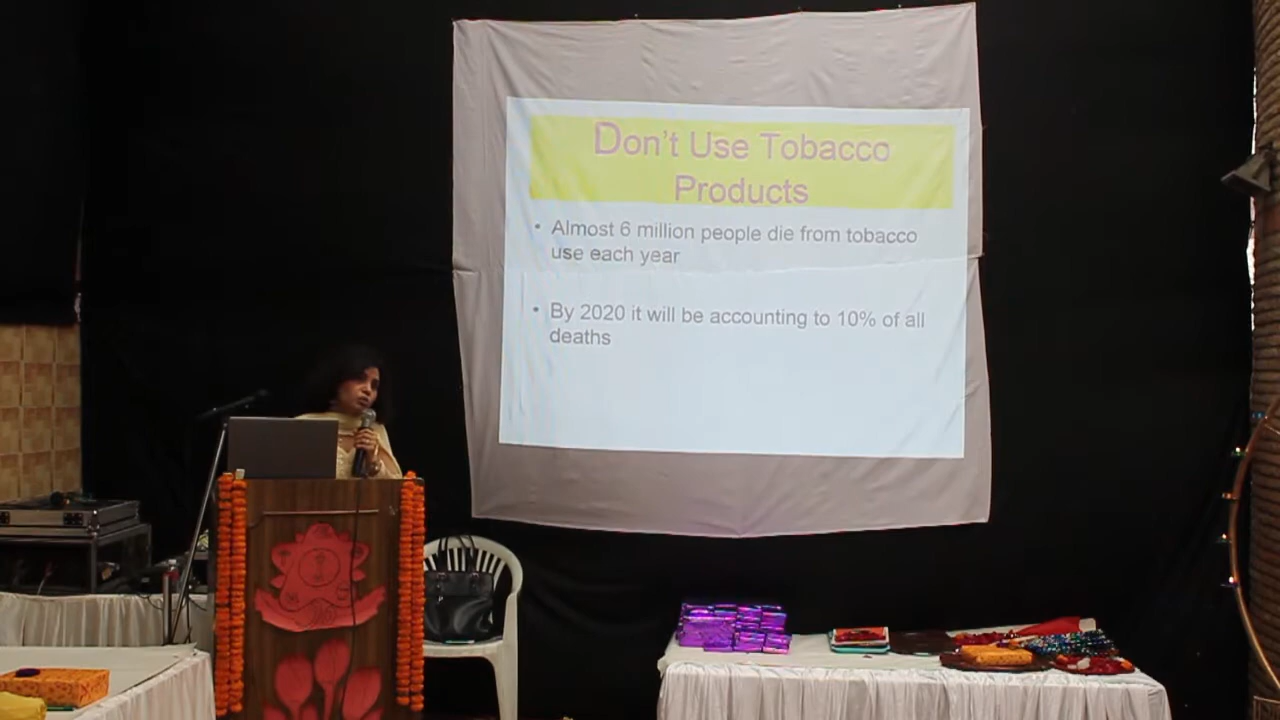 Don't Use Tobacco
Products
• Almost 6 million people die from tobacco
use each year
• By 2020 it will be accounting to 10% of all
deaths